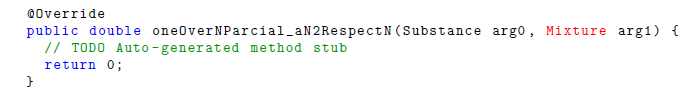 @Override
public double oneOverNParcial_aN2RespectN(Substance arg0, Mixture arg1) {
// TODO Auto-generated method stub
return 0;
}